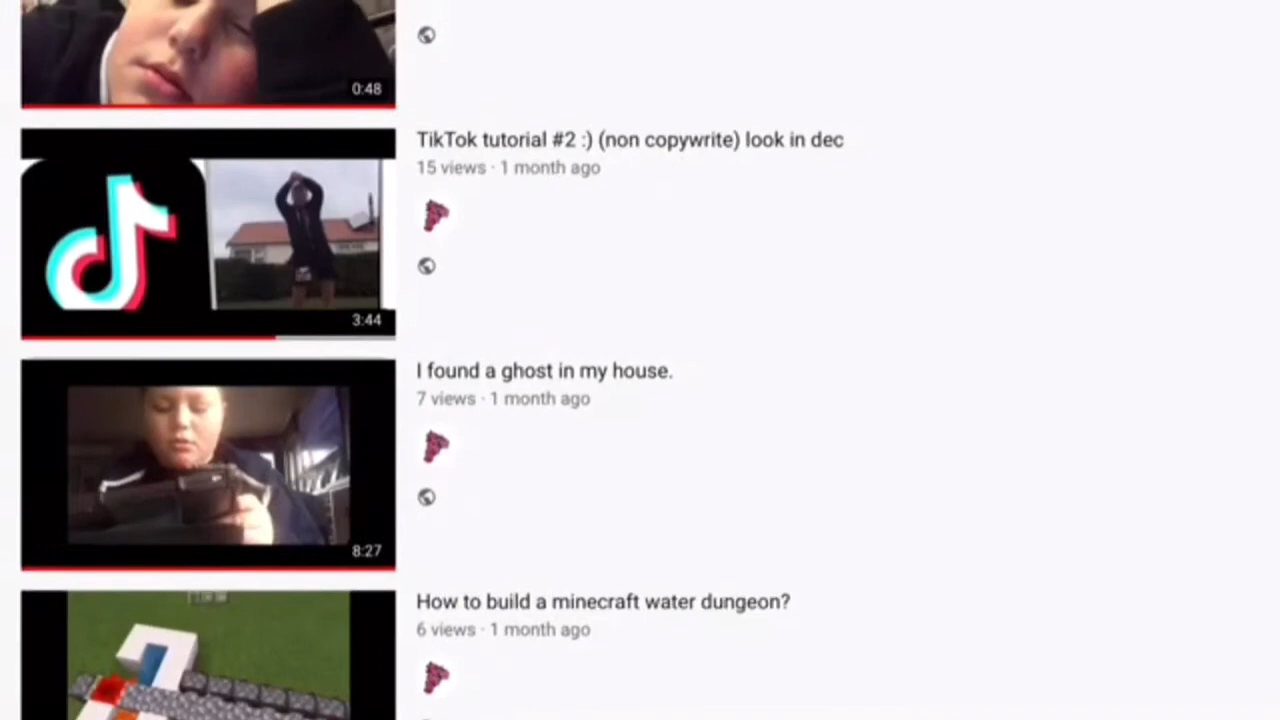 0:48
TikTok tutorial #2 :) (non copywrite) look in dec
15 views · 1 month ago
3:44
I found a ghost in my house.
7 views · 1 month ago
8:27
How to build a minecraft water dungeon?
6 views · 1 month ago